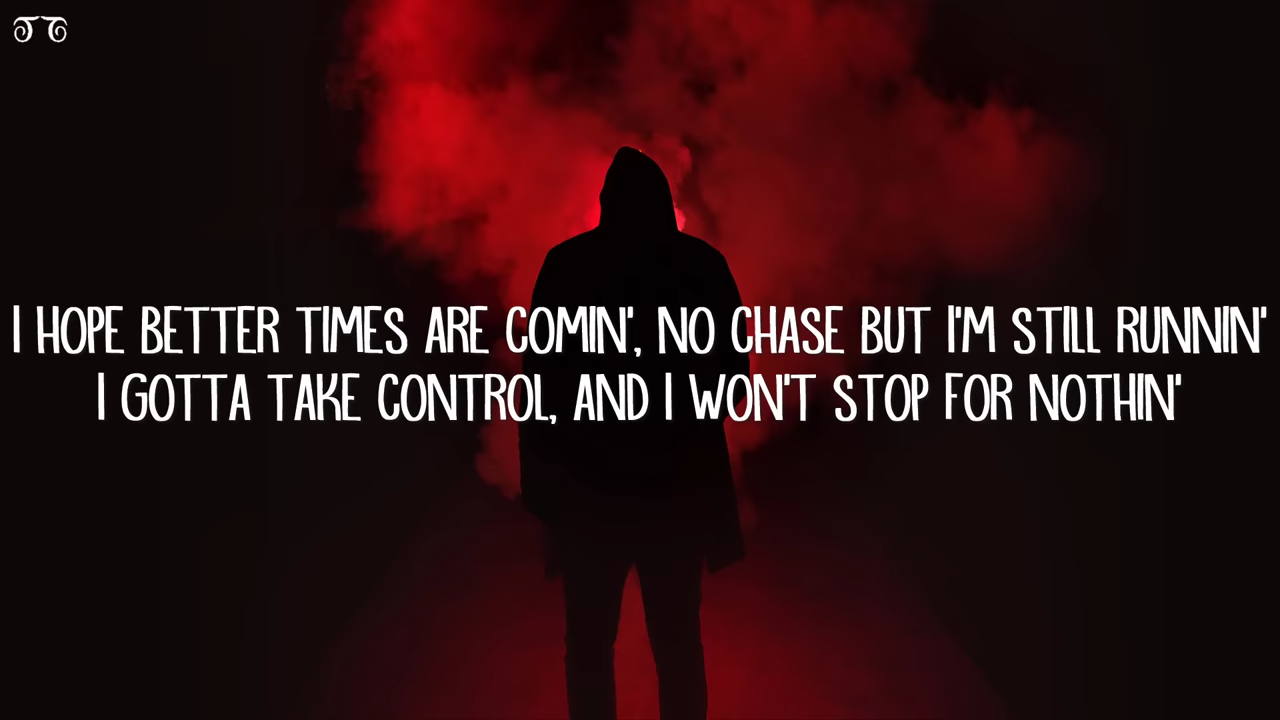 I HOPE BETTER TIMES ARE COMIN', NO CHASE BUT I'M STILL RUNNIN'
I GOTTA TAKE CONTROL, AND I WON'T STOP FOR NOTHIN'